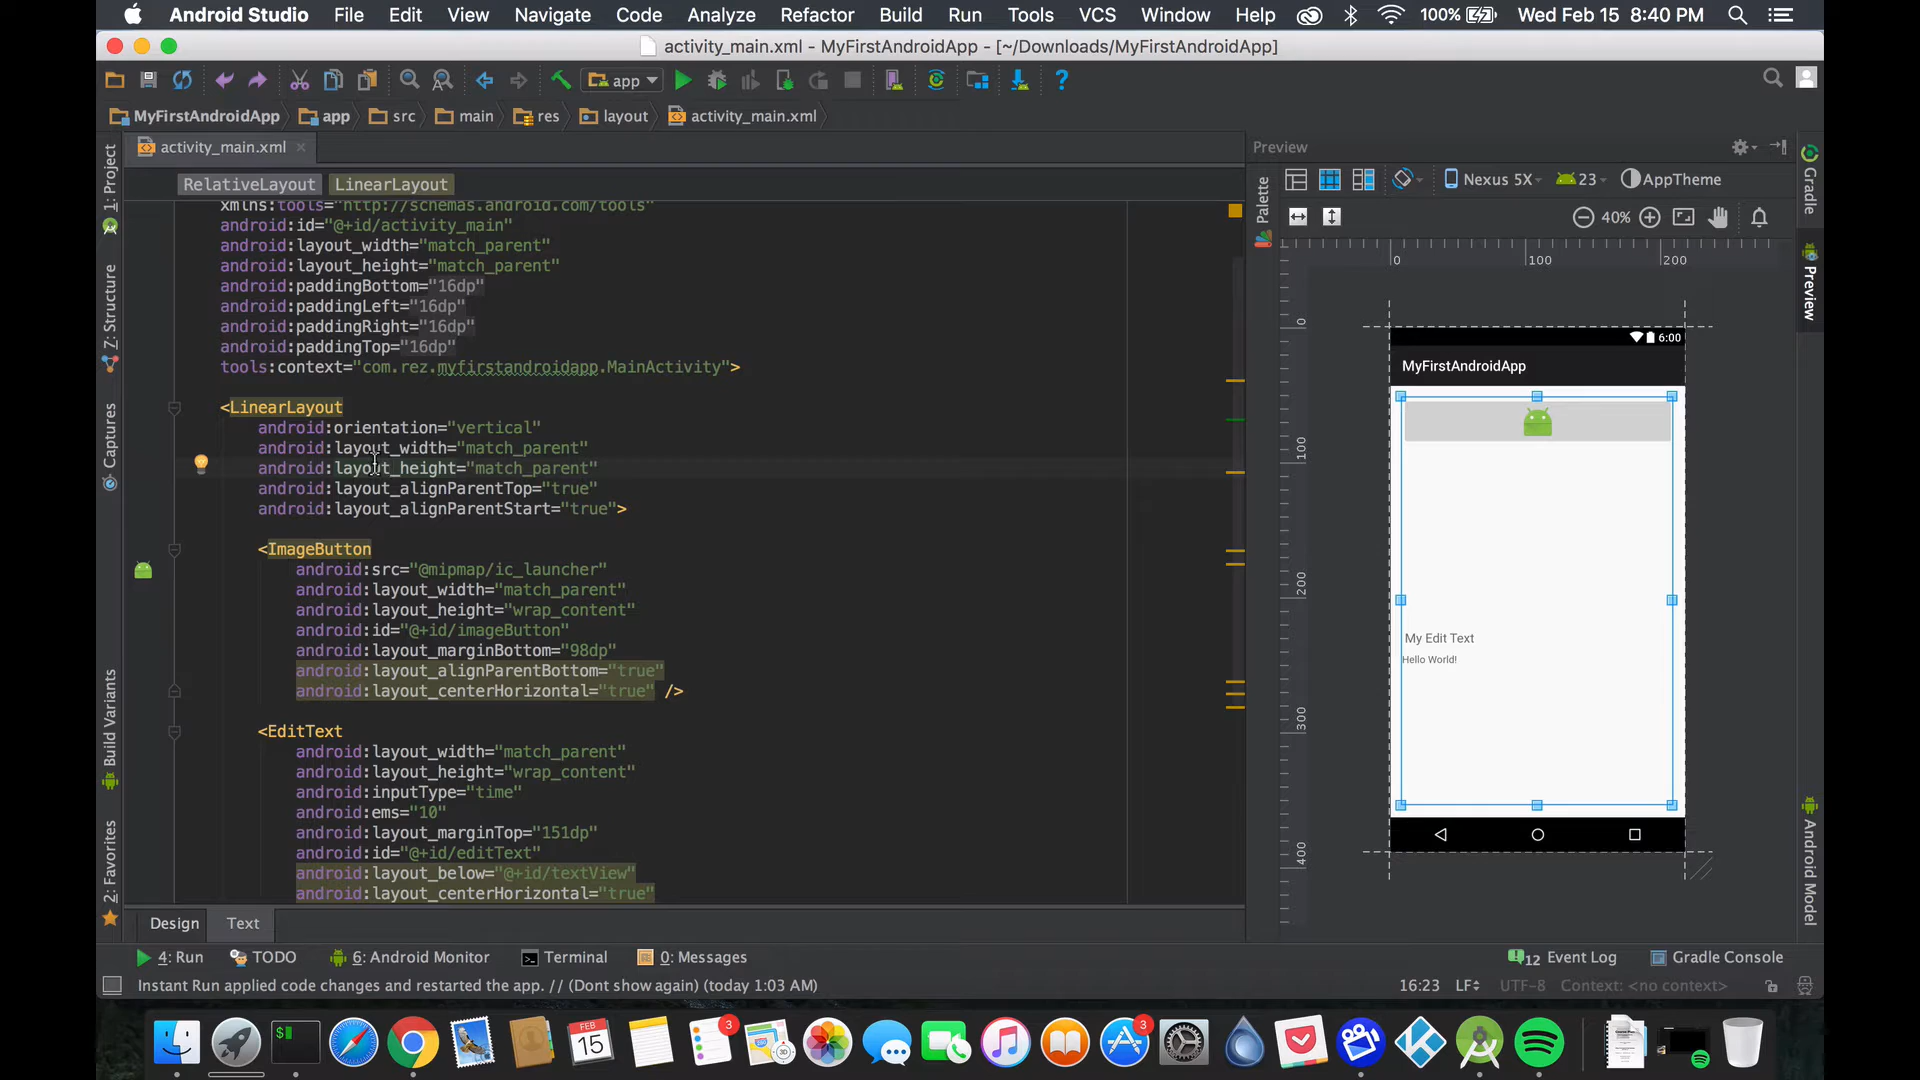 Android Studio File Edit View Navigate Code Analyze Refactor Build Run Tools VCS Window Help 100% Wed Feb 15 8:40 PM
activity_main.xml - MyFirstAndroidApp - [~/Downloads/MyFirstAndroidApp]
app
MyFirstAndroidApp app src main res layout activity_main.xml
activity_main.xml
RelativeLayout LinearLayout
xmlns:tools="http://schemas.android.com/tools"
android:id="@+id/activity_main"
android:layout_width="match_parent"
android:layout_height="match_parent"
android:paddingBottom="16dp"
android:paddingLeft="16dp"
android:paddingRight="16dp"
android:paddingTop="16dp"
tools:context="com.rez.myfirstandroidapp.MainActivity">
<LinearLayout
android:orientation="vertical"
android:layout_width="match_parent"
android:layout_height="match_parent"
android:layout_alignParentTop="true"
android:layout_alignParentStart="true">
<ImageButton
android:src="@mipmap/ic_launcher"
android:layout_width="match_parent"
android:layout_height="wrap_content"
android:id="@+id/imageButton"
android:layout_marginBottom="98dp"
android:layout_alignParentBottom="true"
android:layout_centerHorizontal="true" />
<EditText
android:layout_width="match_parent"
android:layout_height="wrap_content"
android:inputType="time"
android:ems="10"
android:layout_marginTop="151dp"
android:id="@+id/editText"
android:layout_below="@+id/textView"
android:layout_centerHorizontal="true"
Design Text
1: Project
7: Structure
Captures
Build Variants
2: Favorites
Preview
Palette
Nexus 5X 23 AppTheme
40%
0 100 200
0
100
200
300
400
6:00
MyFirstAndroidApp
My Edit Text
Hello World!
Gradle
Preview
Android Model
4: Run TODO 6: Android Monitor Terminal 0: Messages 12 Event Log Gradle Console
Instant Run applied code changes and restarted the app. // (Dont show again) (today 1:03 AM) 16:23 LF UTF-8 Context: <no context>
$ FEB 15 3 3